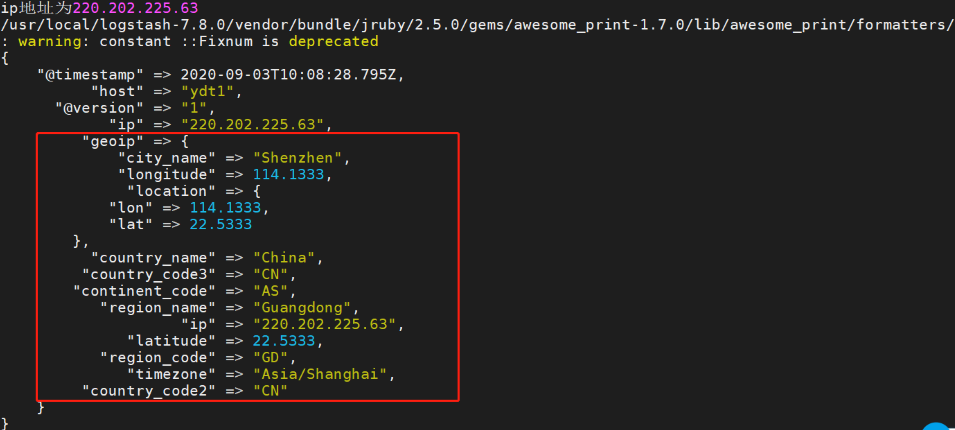 ip地址为220.202.225.63
/usr/local/logstash-7.8.0/vendor/bundle/jruby/2.5.0/gems/awesome_print-1.7.0/lib/awesome_print/formatters/
: warning: constant ::Fixnum is deprecated
{
    "@timestamp" => 2020-09-03T10:08:28.795Z,
          "host" => "ydt1",
      "@version" => "1",
            "ip" => "220.202.225.63",
         "geoip" => {
             "city_name" => "Shenzhen",
             "longitude" => 114.1333,
              "location" => {
            "lon" => 114.1333,
            "lat" => 22.5333
        },
          "country_name" => "China",
         "country_code3" => "CN",
        "continent_code" => "AS",
           "region_name" => "Guangdong",
                    "ip" => "220.202.225.63",
              "latitude" => 22.5333,
           "region_code" => "GD",
              "timezone" => "Asia/Shanghai",
         "country_code2" => "CN"
    }
}